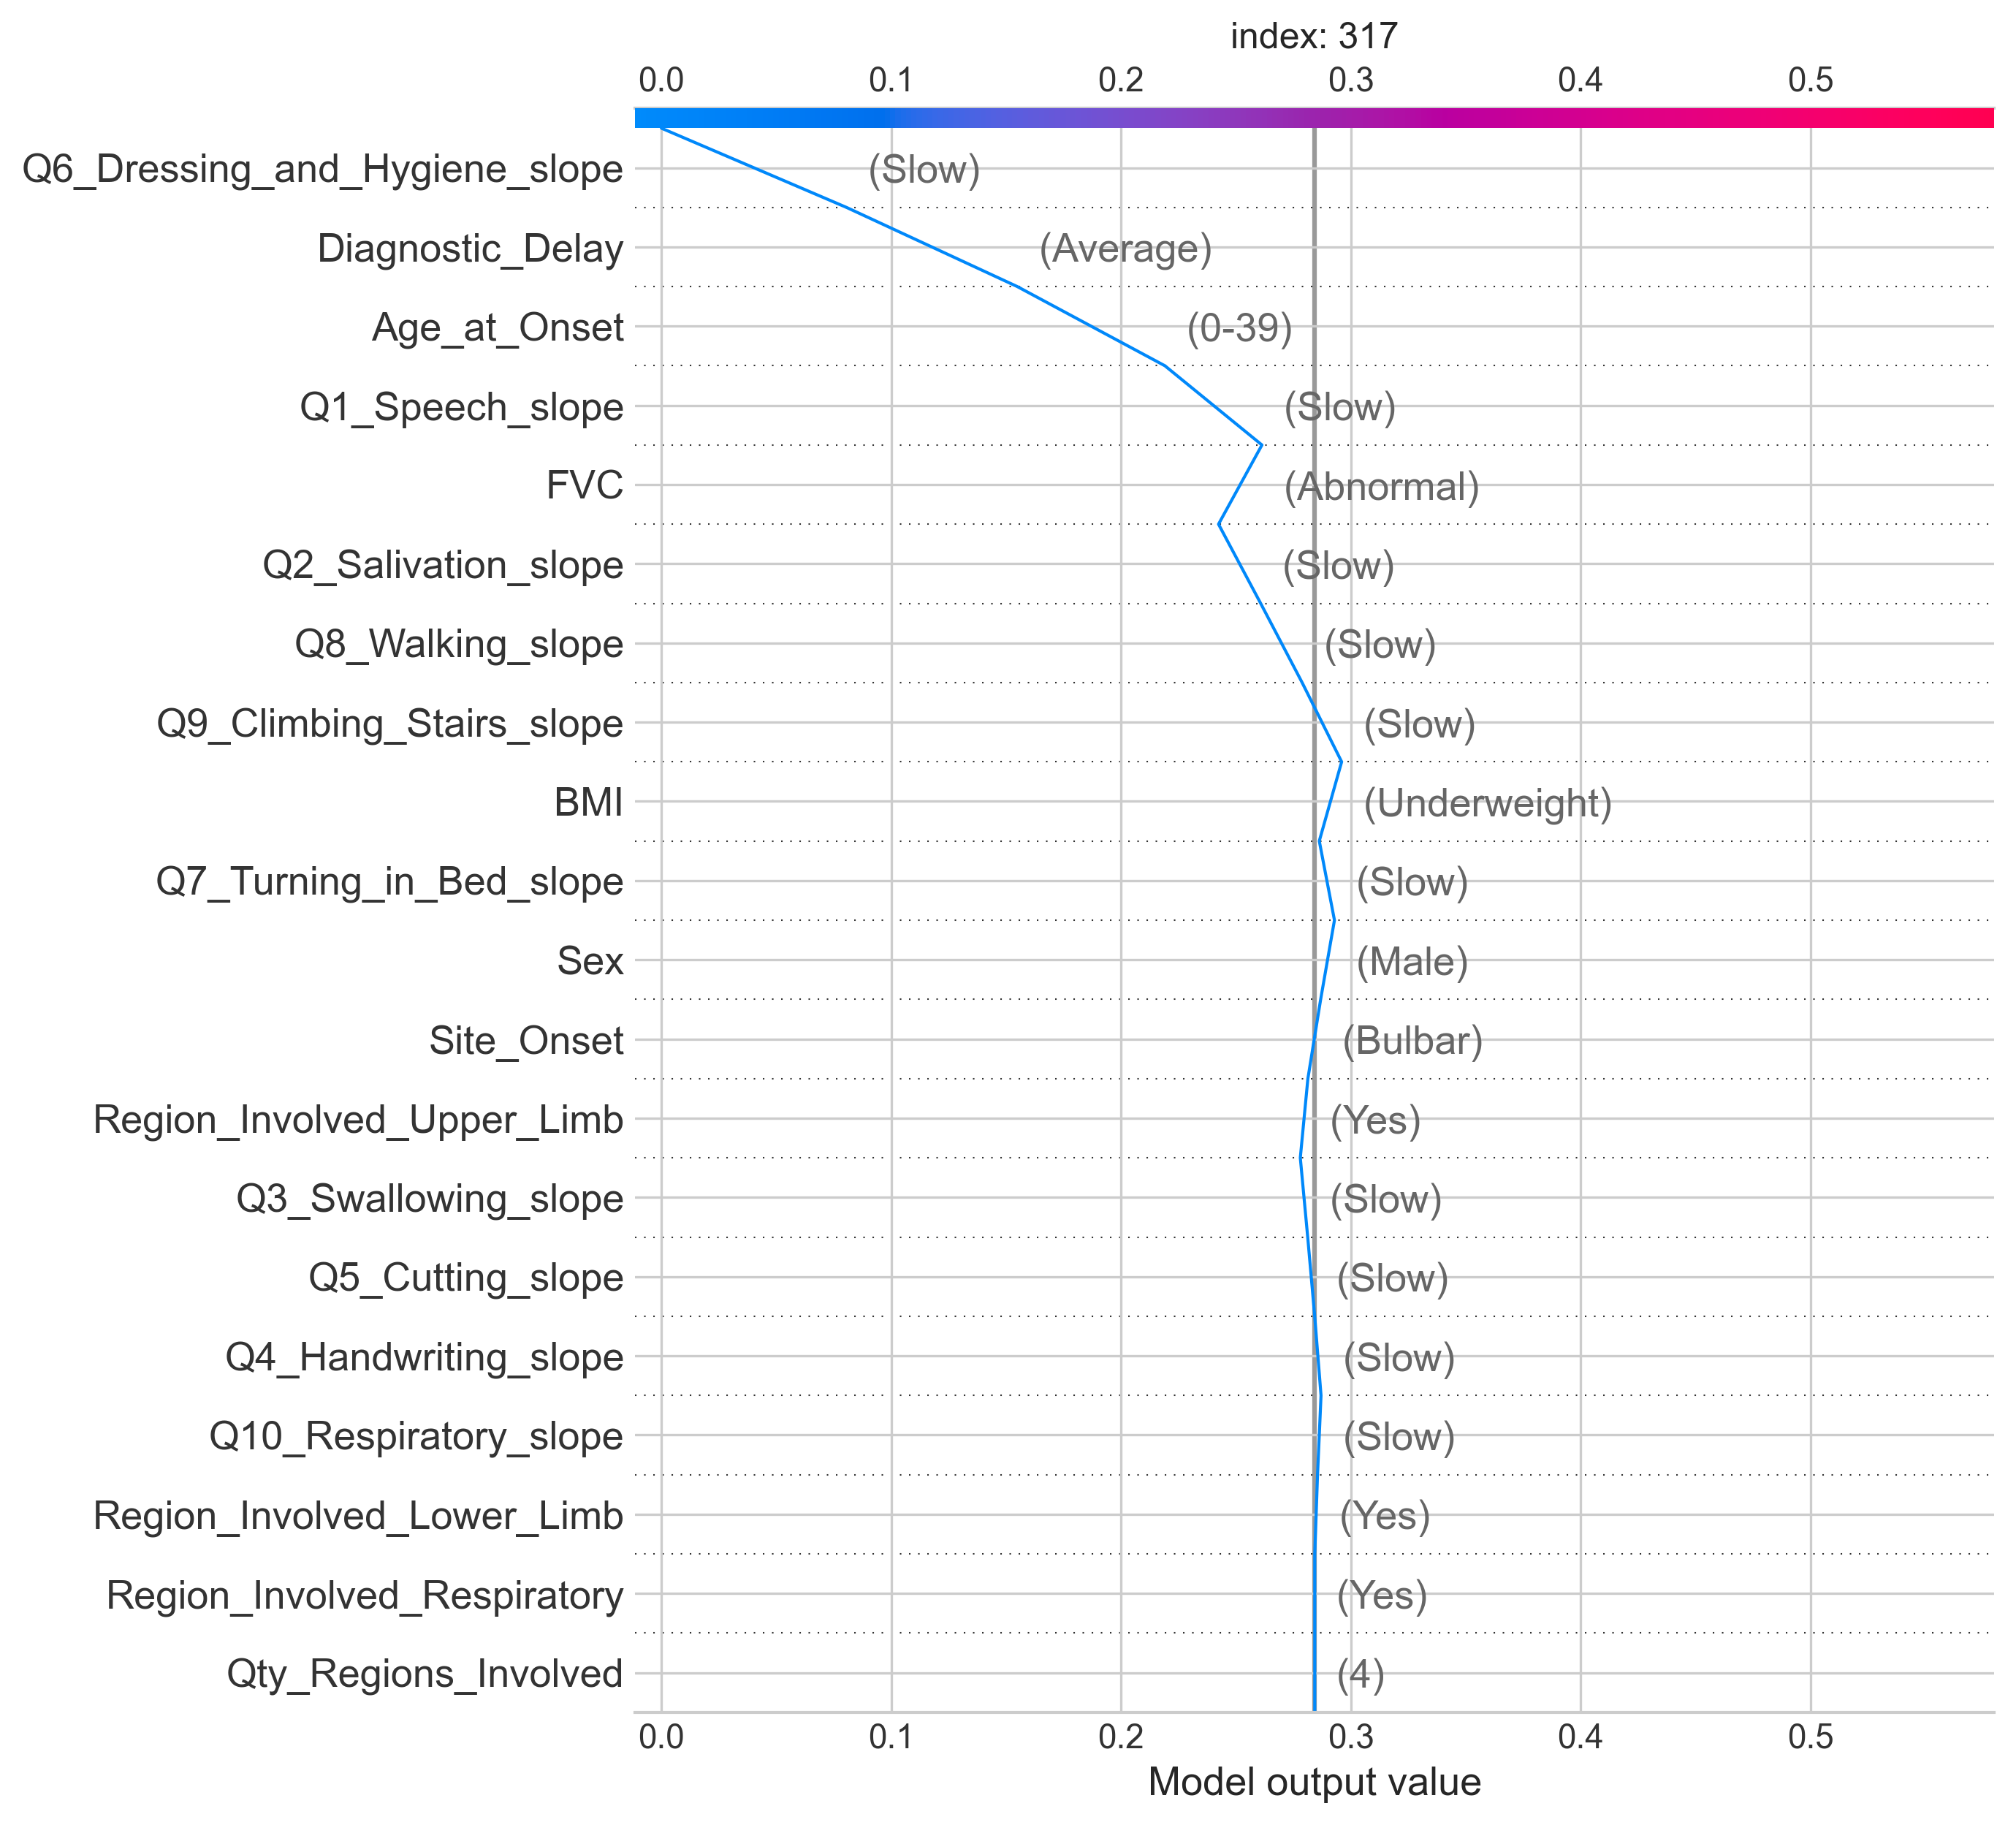 index: 317
0.0 0.1 0.2 0.3 0.4 0.5
Q6_Dressing_and_Hygiene_slope (Slow)
Diagnostic_Delay (Average)
Age_at_Onset (0-39)
Q1_Speech_slope (Slow)
FVC (Abnormal)
Q2_Salivation_slope (Slow)
Q8_Walking_slope (Slow)
Q9_Climbing_Stairs_slope (Slow)
BMI (Underweight)
Q7_Turning_in_Bed_slope (Slow)
Sex (Male)
Site_Onset (Bulbar)
Region_Involved_Upper_Limb (Yes)
Q3_Swallowing_slope (Slow)
Q5_Cutting_slope (Slow)
Q4_Handwriting_slope (Slow)
Q10_Respiratory_slope (Slow)
Region_Involved_Lower_Limb (Yes)
Region_Involved_Respiratory (Yes)
Qty_Regions_Involved (4)
0.0 0.1 0.2 0.3 0.4 0.5
Model output value